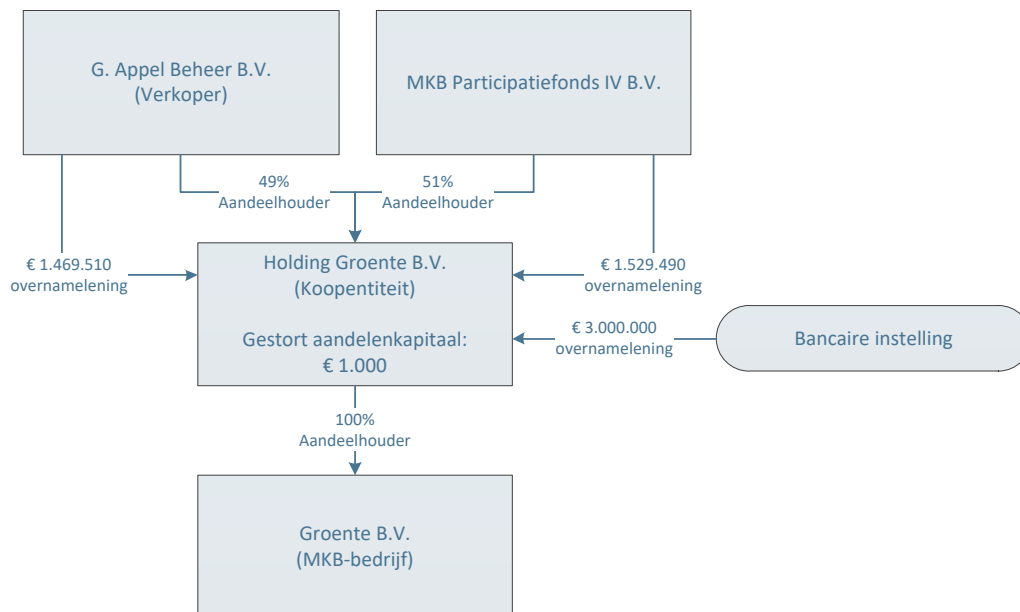 G. Appel Beheer B.V.
(Verkoper)
MKB Participatiefonds IV B.V.
49%
Aandeelhouder
51%
Aandeelhouder
€ 1.469.510
overnamelening
Holding Groente B.V.
(Koopentiteit)
Gestort aandelenkapitaal:
€ 1.000
€ 1.529.490
overnamelening
€ 3.000.000
overnamelening
Bancaire instelling
100%
Aandeelhouder
Groente B.V.
(MKB-bedrijf)